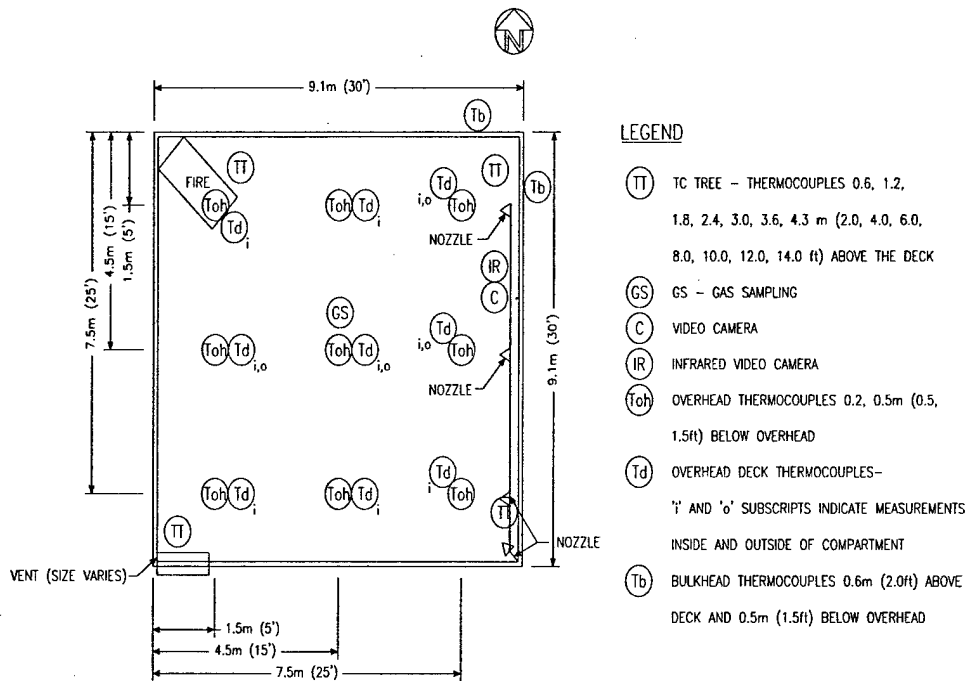 N
9.1m (30')
Tb
LEGEND
FIRE
TT
Td
i,o
TT
Tb
Toh
Td
i
Toh
Td
i
Toh
NOZZLE
IR
C
GS
Toh
Td
i,o
Toh
Td
i,o
Td
i,o
Toh
NOZZLE
Toh
Td
i
Toh
Td
i
Td
i
Toh
TT
TT
NOZZLE
VENT (SIZE VARIES)
7.5m (25')
4.5m (15')
1.5m (5')
9.1m (30')
1.5m (5')
4.5m (15')
7.5m (25')
TT TC TREE - THERMOCOUPLES 0.6, 1.2,
1.8, 2.4, 3.0, 3.6, 4.3 m (2.0, 4.0, 6.0,
8.0, 10.0, 12.0, 14.0 ft) ABOVE THE DECK
GS GS - GAS SAMPLING
C VIDEO CAMERA
IR INFRARED VIDEO CAMERA
Toh OVERHEAD THERMOCOUPLES 0.2, 0.5m (0.5,
1.5ft) BELOW OVERHEAD
Td OVERHEAD DECK THERMOCOUPLES-
'i' AND 'o' SUBSCRIPTS INDICATE MEASUREMENTS
INSIDE AND OUTSIDE OF COMPARTMENT
Tb BULKHEAD THERMOCOUPLES 0.6m (2.0ft) ABOVE
DECK AND 0.5m (1.5ft) BELOW OVERHEAD